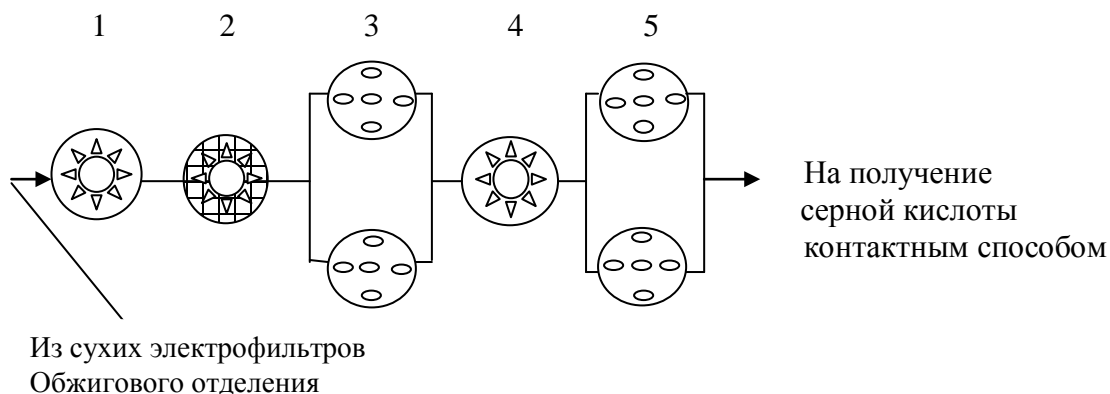 1 2 3 4 5
На получение
серной кислоты
контактным способом
Из сухих электрофильтров
Обжигового отделения